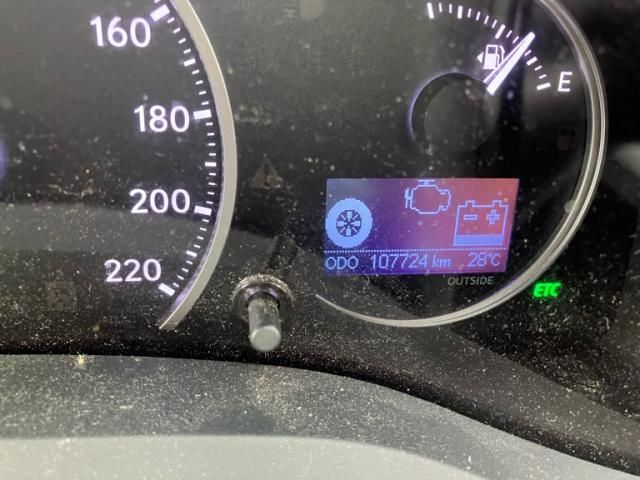 160
180
200
220
E
- +
ODO 107724 km 28°C
OUTSIDE
ETC